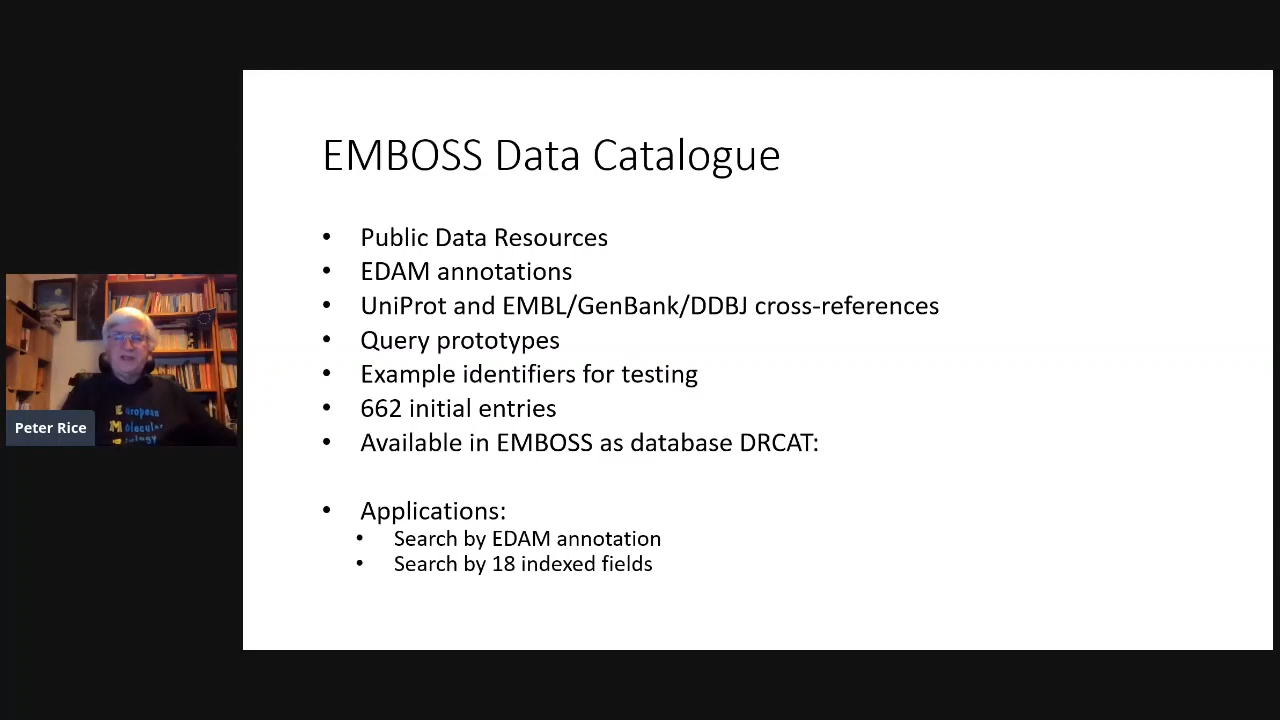 EMBOSS Data Catalogue
• Public Data Resources
• EDAM annotations
• UniProt and EMBL/GenBank/DDBJ cross-references
• Query prototypes
• Example identifiers for testing
• 662 initial entries
• Available in EMBOSS as database DRCAT:
• Applications:
• Search by EDAM annotation
• Search by 18 indexed fields
European
Peter Rice